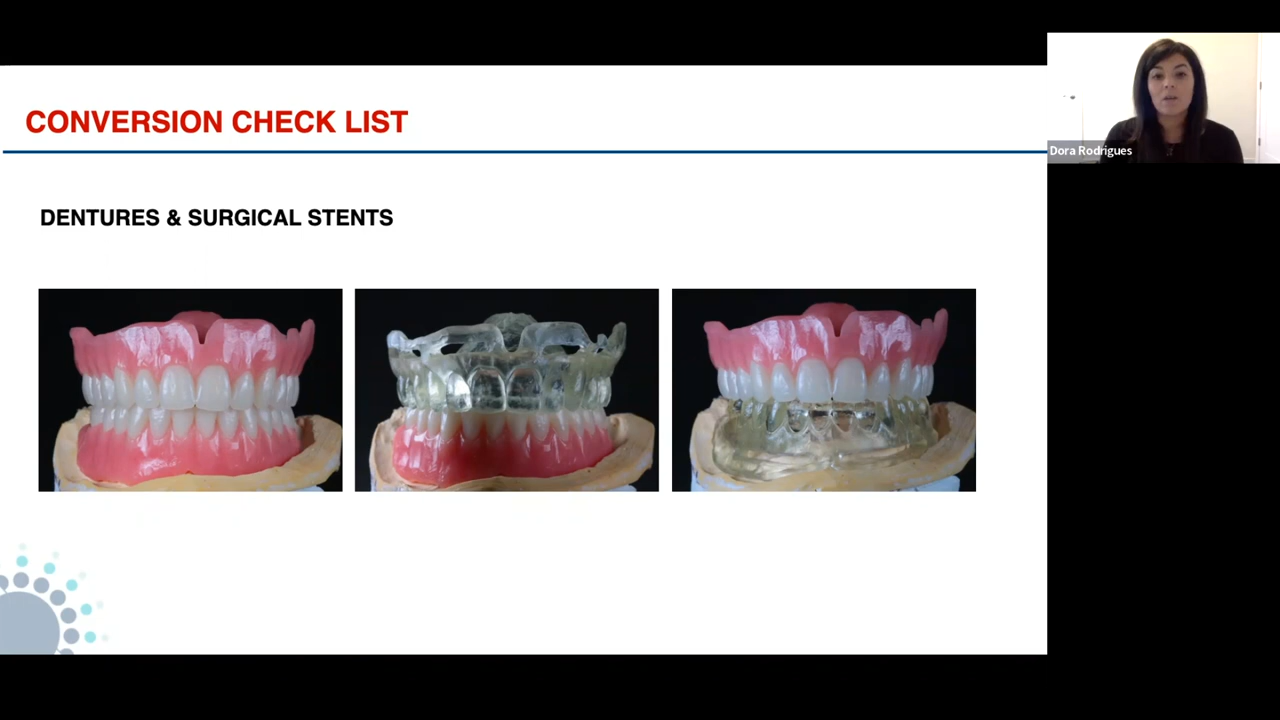 CONVERSION CHECK LIST
DENTURES & SURGICAL STENTS
Dora Rodrigues